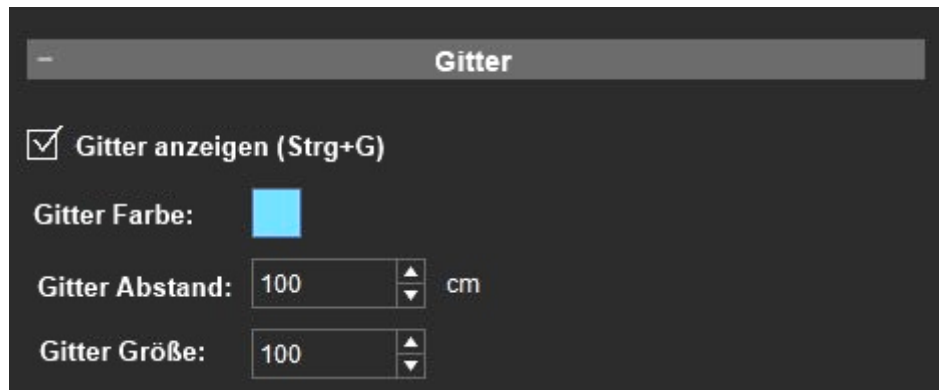 Gitter
Gitter anzeigen (Strg+G)
Gitter Farbe:
Gitter Abstand: 100 cm
Gitter Größe: 100